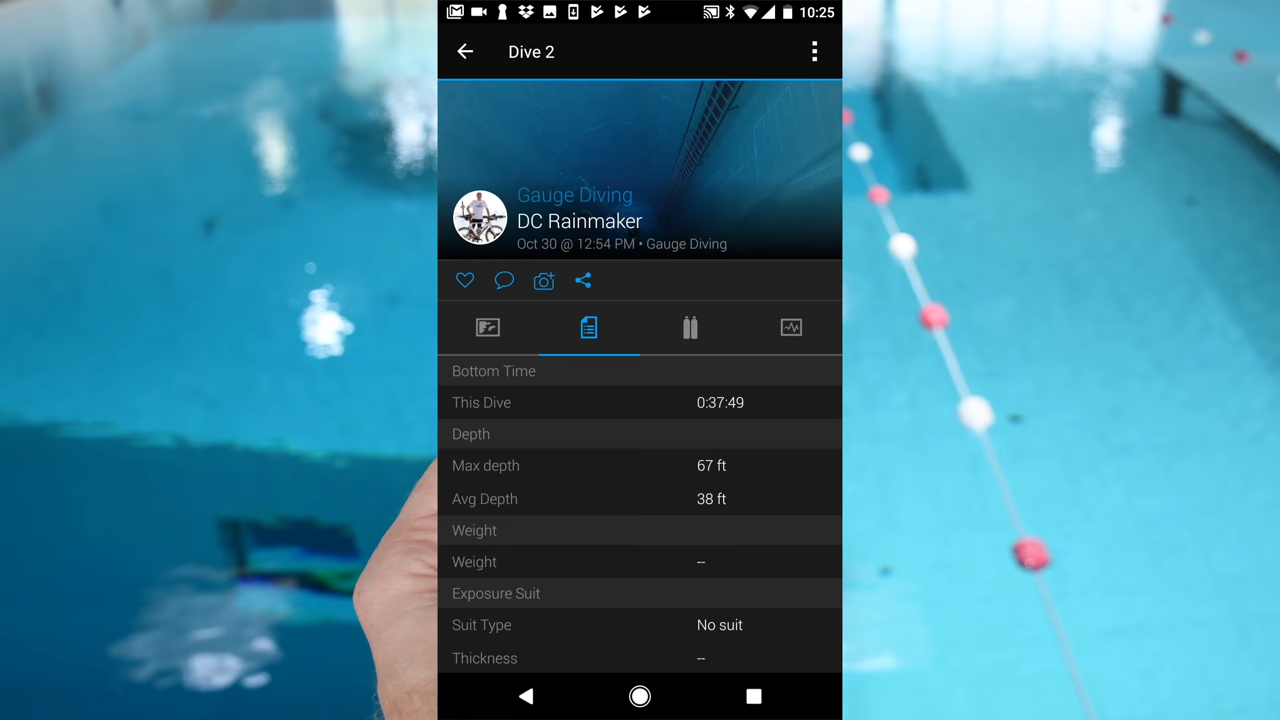 10:25
Dive 2
Gauge Diving
DC Rainmaker
Oct 30 @ 12:54 PM • Gauge Diving
Bottom Time
This Dive 0:37:49
Depth
Max depth 67 ft
Avg Depth 38 ft
Weight
Weight --
Exposure Suit
Suit Type No suit
Thickness --